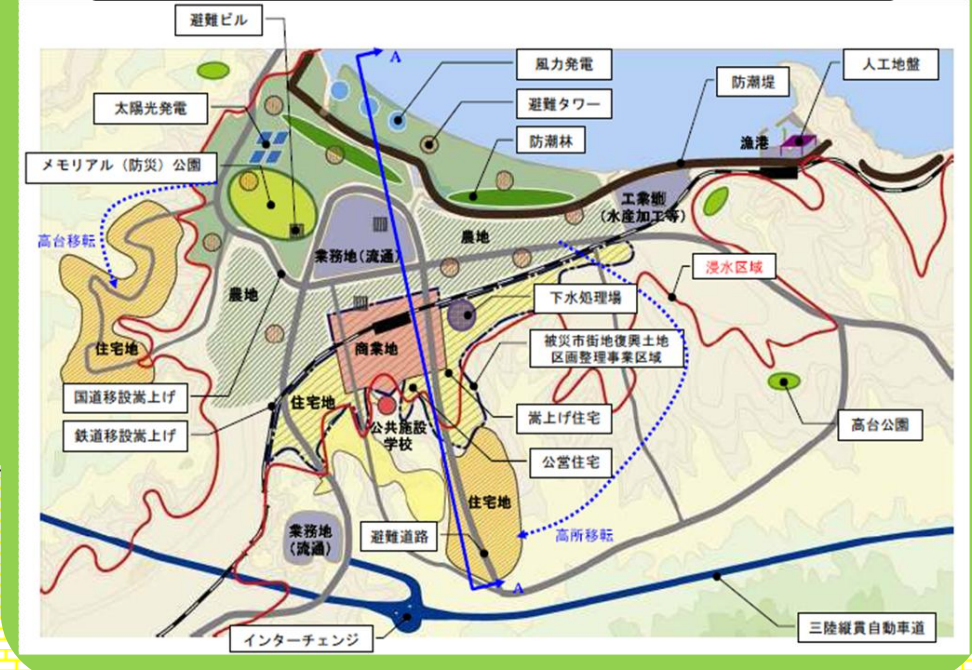 避難ビル
A
風力発電
人工地盤
防潮堤
太陽光発電
避難タワー
漁港
防潮林
メモリアル（防災）公園
工業地
（水産加工等）
高台移転
農地
業務地（流通）
浸水区域
農地
下水処理場
住宅地
商業地
被災市街地復興土地
区画整理事業区域
国道移設嵩上げ
住宅地
嵩上げ住宅
高台公園
鉄道移設嵩上げ
公共施設
学校
公営住宅
住宅地
業務地
（流通）
避難道路
高所移転
A
三陸縦貫自動車道
インターチェンジ